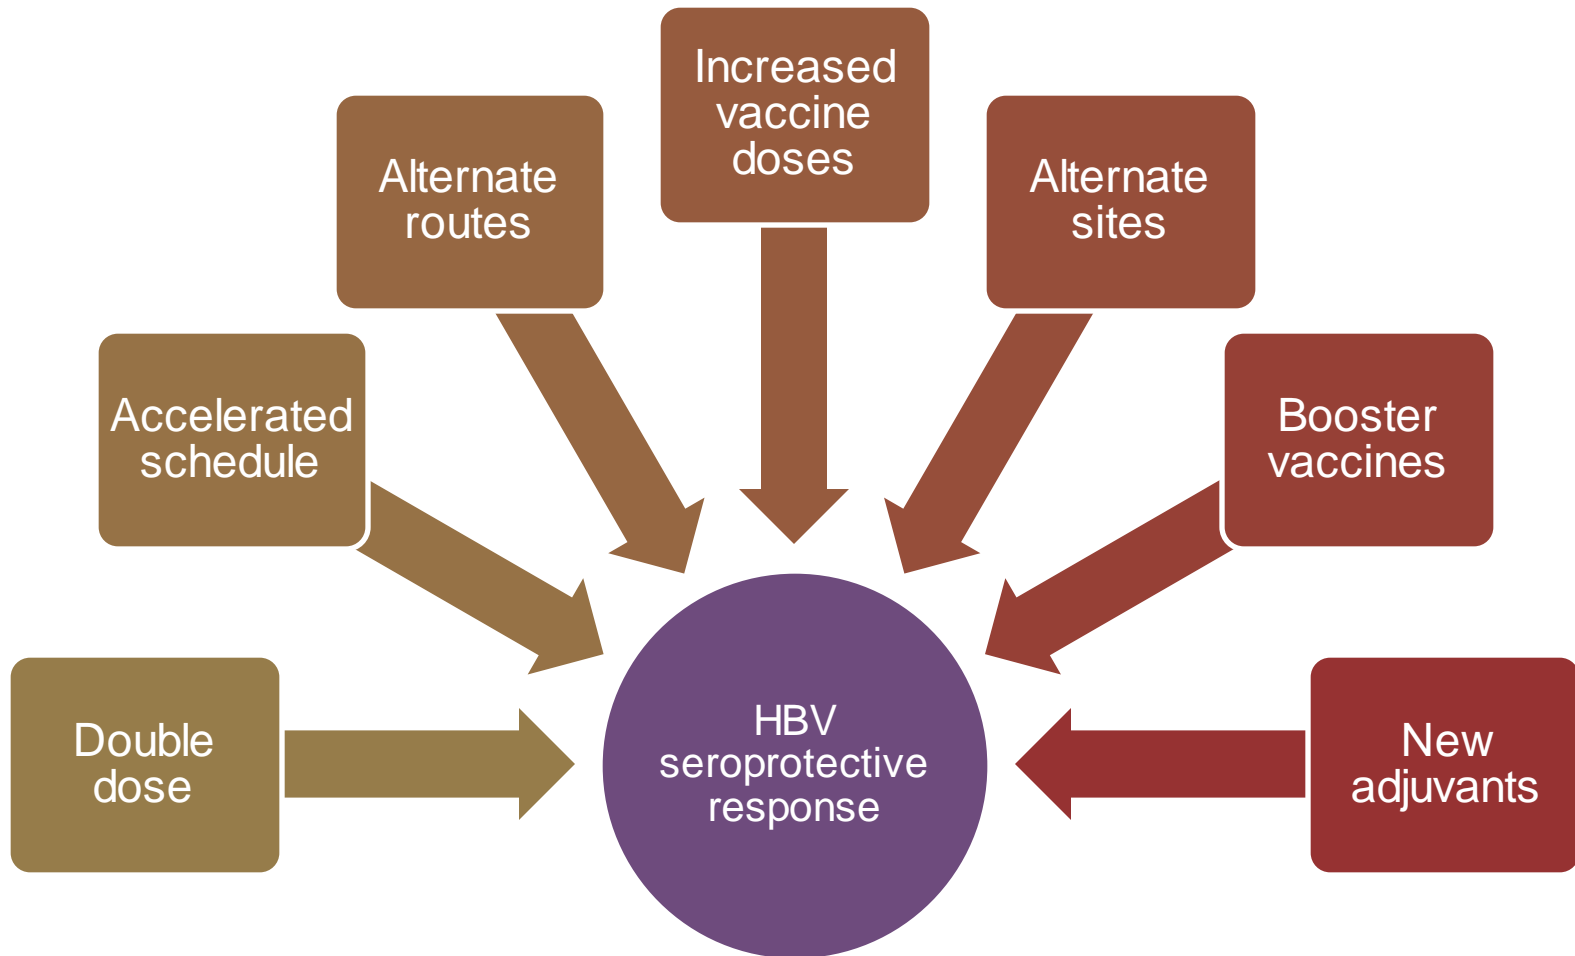 Increased
vaccine
doses
Alternate
routes
Alternate
sites
Accelerated
schedule
Booster
vaccines
Double
dose
HBV
seroprotective
response
New
adjuvants